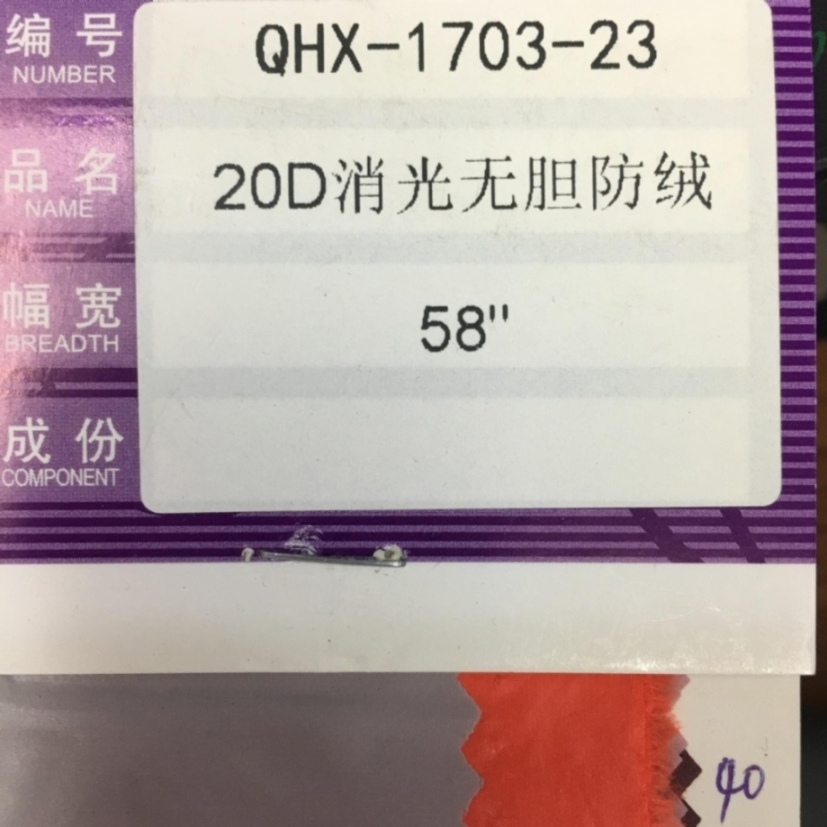 编号 QHX-1703-23
NUMBER
品名 20D消光无胆防绒
NAME
幅宽 58"
BREADTH
成份
COMPONENT
40